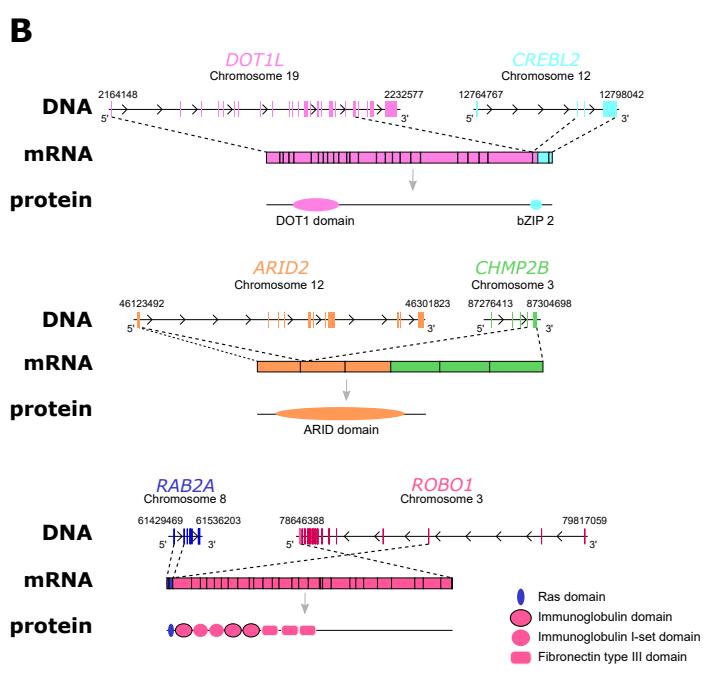 B
DOT1L CREBL2
Chromosome 19 Chromosome 12
2164148 2232577 12764767 12798042
DNA
5' 3' 5' 3'
mRNA
protein
DOT1 domain bZIP 2
ARID2 CHMP2B
Chromosome 12 Chromosome 3
46123492 46301823 87276413 87304698
DNA
5' 3' 5' 3'
mRNA
protein
ARID domain
RAB2A ROBO1
Chromosome 8 Chromosome 3
61429469 61536203 78646388 79817059
DNA
5' 3' 5' 3'
mRNA
Ras domain
Immunoglobulin domain
protein
Immunoglobulin I-set domain
Fibronectin type III domain